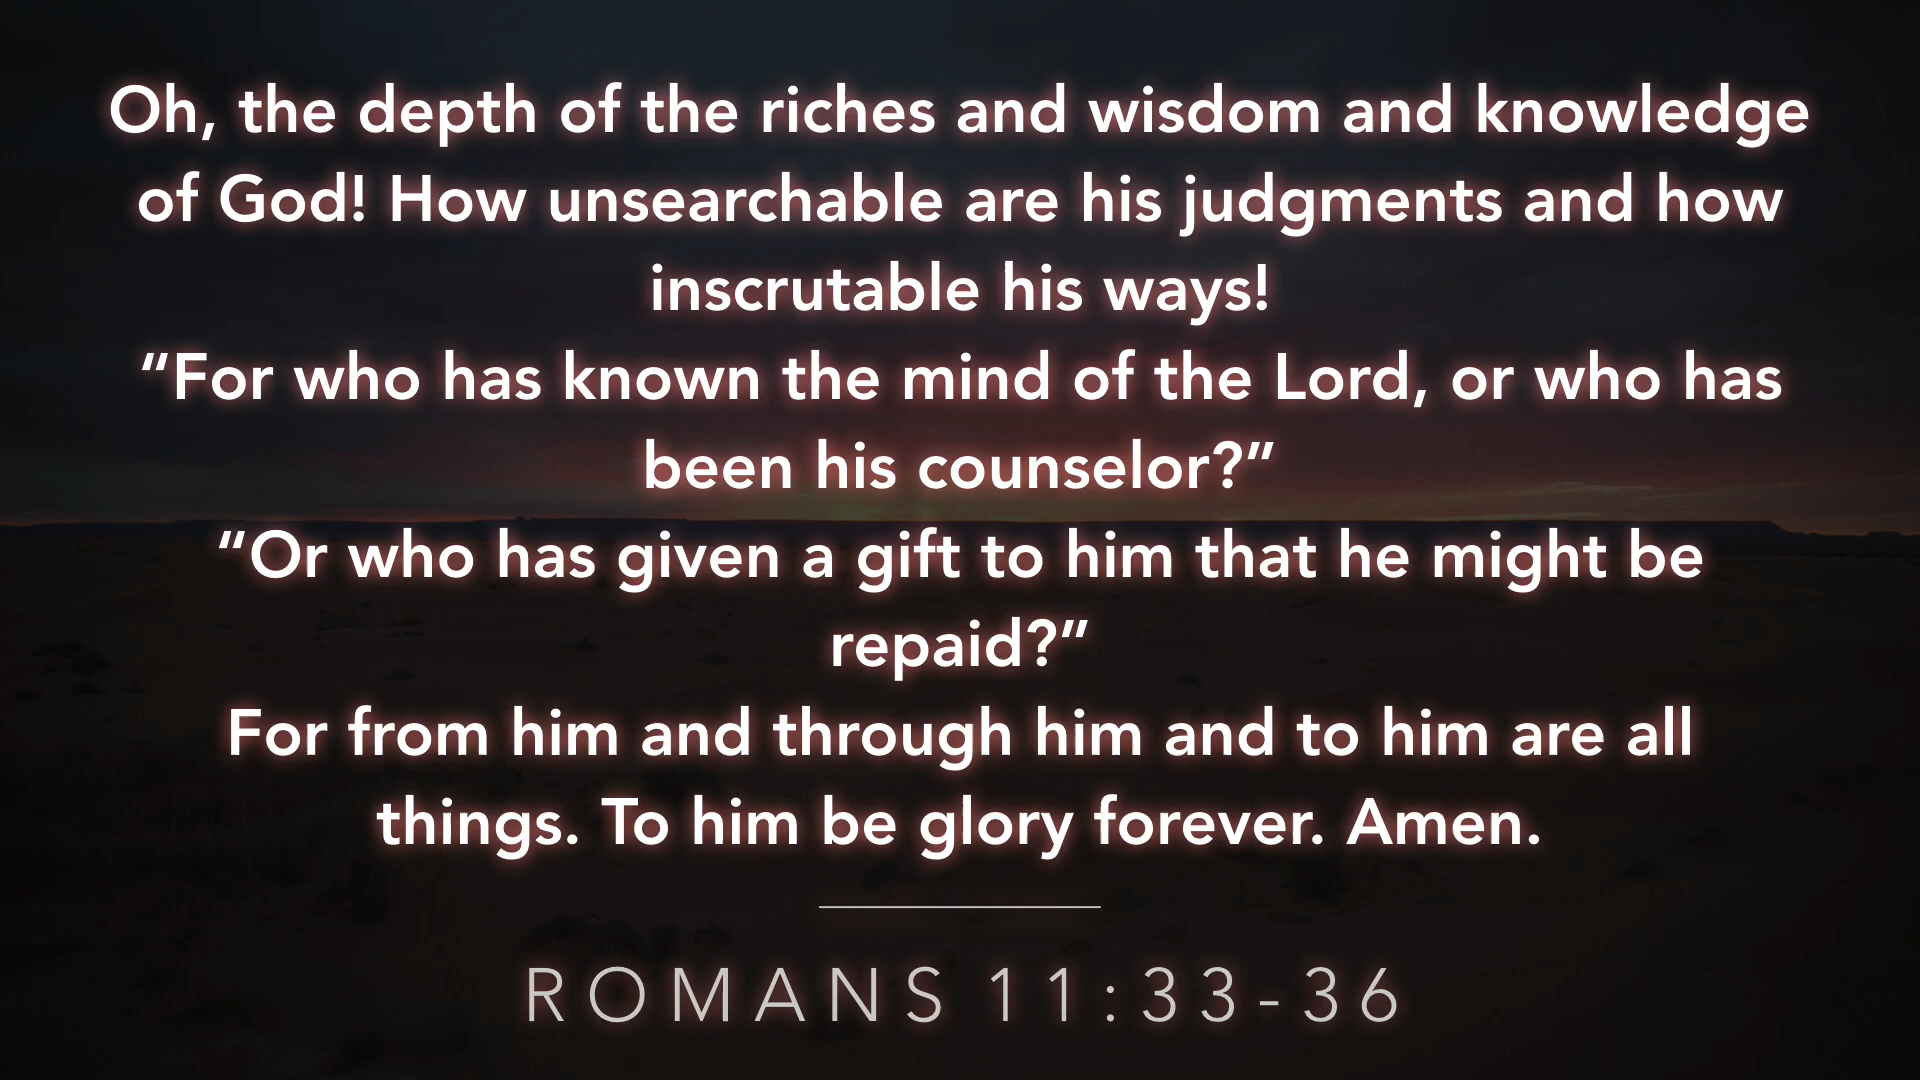 Oh, the depth of the riches and wisdom and knowledge
of God! How unsearchable are his judgments and how
inscrutable his ways!
“For who has known the mind of the Lord, or who has
been his counselor?”
“Or who has given a gift to him that he might be
repaid?”
For from him and through him and to him are all
things. To him be glory forever. Amen.
ROMANS 11:33-36